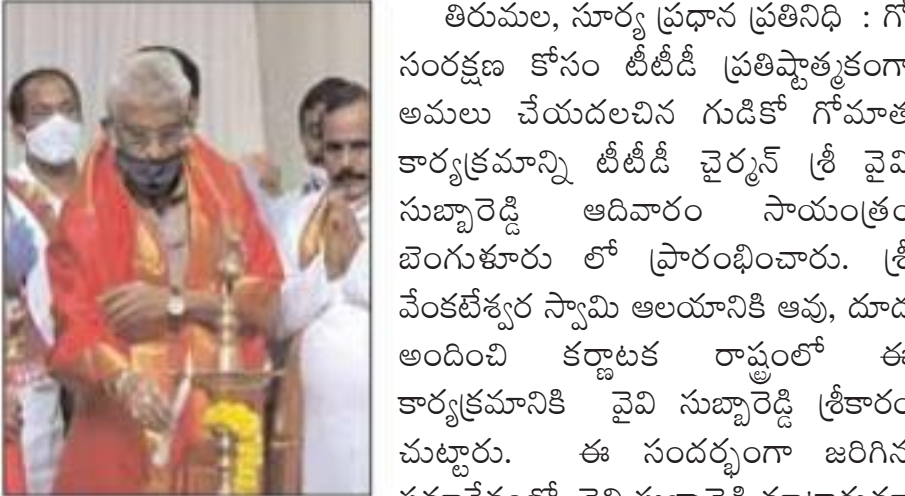 తిరుమల, సూర్య ప్రధాన ప్రతినిధి : గో
సంరక్షణ కోసం టీటీడీ ప్రతిష్టాత్మకంగా
అమలు చేయదలచిన గుడికో గోమాత
కార్యక్రమాన్ని టీటీడీ చైర్మన్ శ్రీ వైవి
సుబ్బారెడ్డి ఆదివారం సాయంత్రం
బెంగుళూరు లో ప్రారంభించారు. శ్రీ
వేంకటేశ్వర స్వామి ఆలయానికి ఆవు, దూడ
అందించి కర్ణాటక రాష్ట్రంలో ఈ
కార్యక్రమానికి వైవి సుబ్బారెడ్డి శ్రీకారం
చుట్టారు. ఈ సందర్భంగా జరిగిన